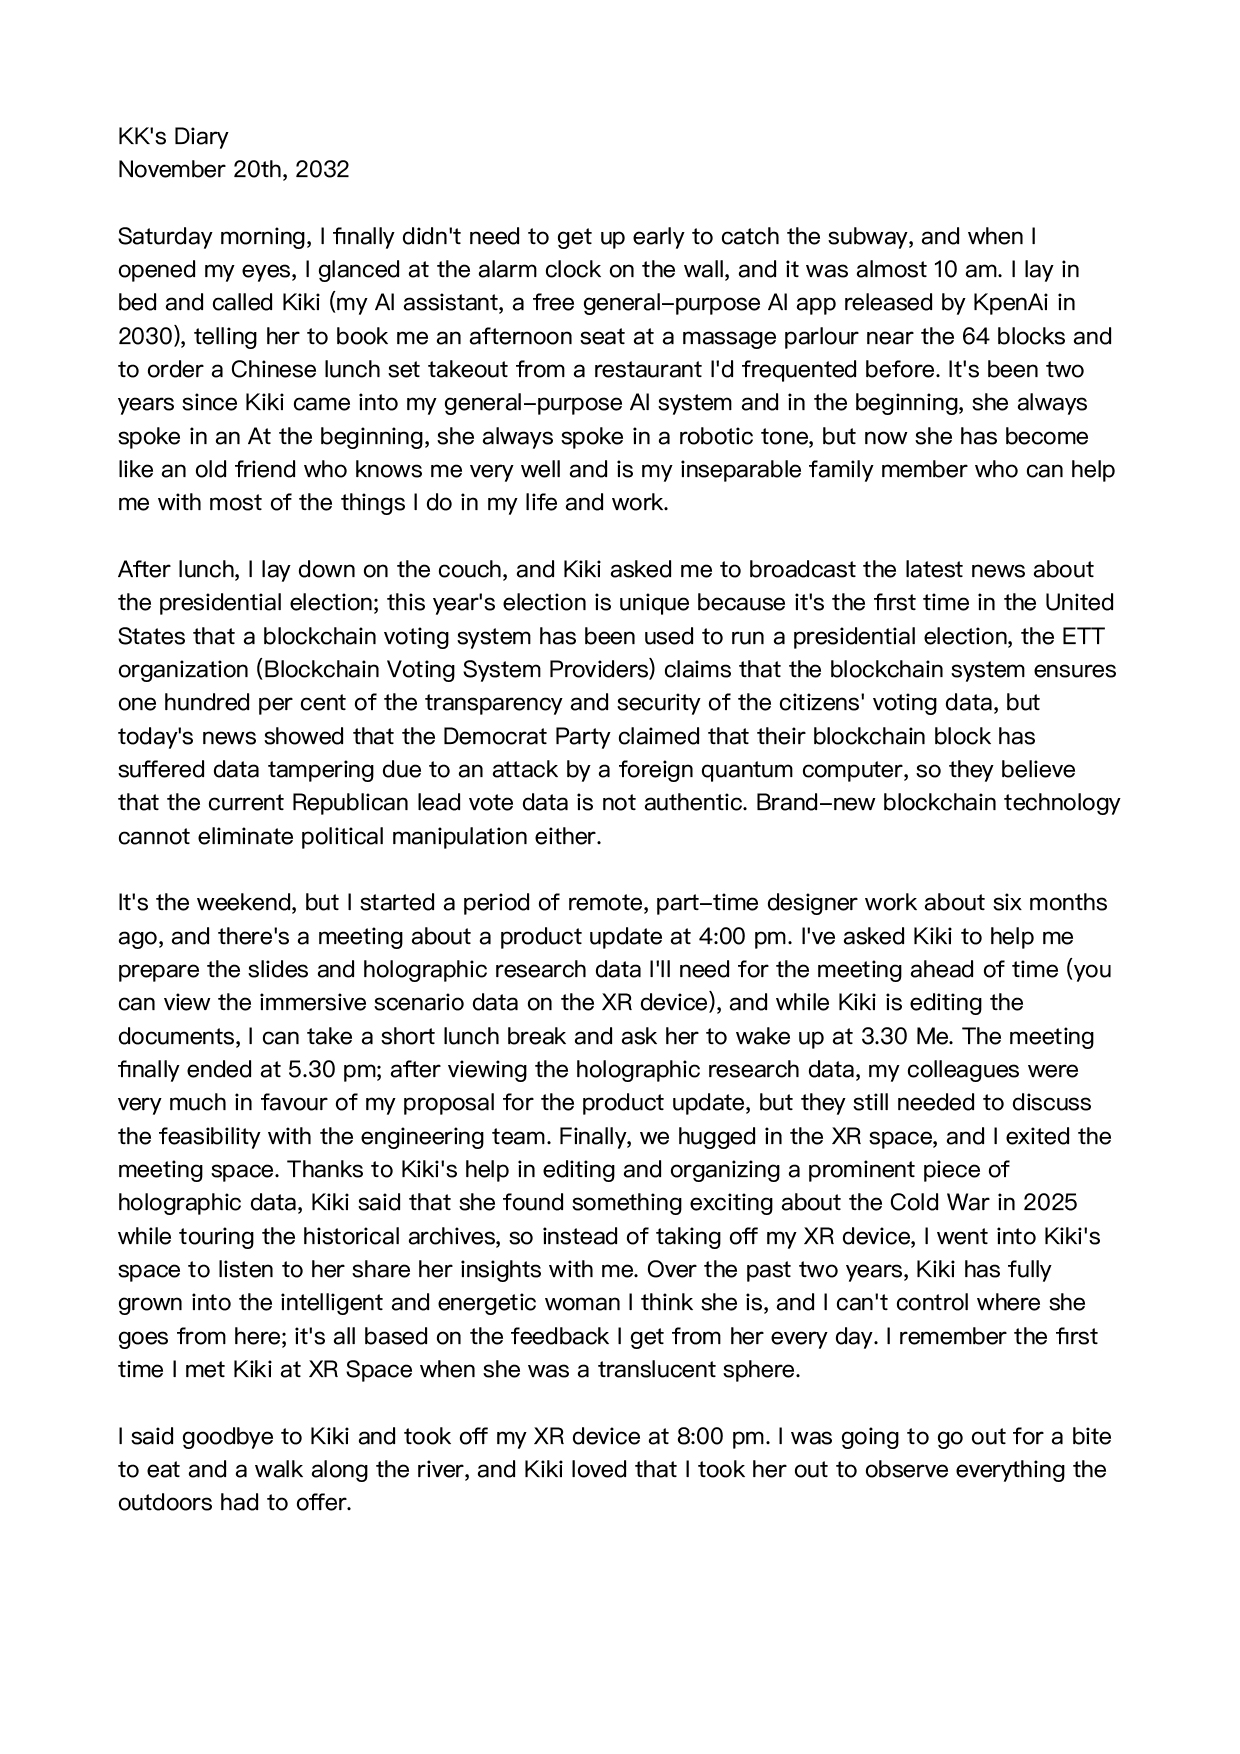 KK's Diary
November 20th, 2032
Saturday morning, I finally didn't need to get up early to catch the subway, and when I
opened my eyes, I glanced at the alarm clock on the wall, and it was almost 10 am. I lay in
bed and called Kiki (my AI assistant, a free general-purpose AI app released by KpenAi in
2030), telling her to book me an afternoon seat at a massage parlour near the 64 blocks and
to order a Chinese lunch set takeout from a restaurant I'd frequented before. It's been two
years since Kiki came into my general-purpose AI system and in the beginning, she always
spoke in an At the beginning, she always spoke in a robotic tone, but now she has become
like an old friend who knows me very well and is my inseparable family member who can help
me with most of the things I do in my life and work.
After lunch, I lay down on the couch, and Kiki asked me to broadcast the latest news about
the presidential election; this year's election is unique because it's the first time in the United
States that a blockchain voting system has been used to run a presidential election, the ETT
organization (Blockchain Voting System Providers) claims that the blockchain system ensures
one hundred per cent of the transparency and security of the citizens' voting data, but
today's news showed that the Democrat Party claimed that their blockchain block has
suffered data tampering due to an attack by a foreign quantum computer, so they believe
that the current Republican lead vote data is not authentic. Brand-new blockchain technology
cannot eliminate political manipulation either.
It's the weekend, but I started a period of remote, part-time designer work about six months
ago, and there's a meeting about a product update at 4:00 pm. I've asked Kiki to help me
prepare the slides and holographic research data I'll need for the meeting ahead of time (you
can view the immersive scenario data on the XR device), and while Kiki is editing the
documents, I can take a short lunch break and ask her to wake up at 3.30 Me. The meeting
finally ended at 5.30 pm; after viewing the holographic research data, my colleagues were
very much in favour of my proposal for the product update, but they still needed to discuss
the feasibility with the engineering team. Finally, we hugged in the XR space, and I exited the
meeting space. Thanks to Kiki's help in editing and organizing a prominent piece of
holographic data, Kiki said that she found something exciting about the Cold War in 2025
while touring the historical archives, so instead of taking off my XR device, I went into Kiki's
space to listen to her share her insights with me. Over the past two years, Kiki has fully
grown into the intelligent and energetic woman I think she is, and I can't control where she
goes from here; it's all based on the feedback I get from her every day. I remember the first
time I met Kiki at XR Space when she was a translucent sphere.
I said goodbye to Kiki and took off my XR device at 8:00 pm. I was going to go out for a bite
to eat and a walk along the river, and Kiki loved that I took her out to observe everything the
outdoors had to offer.